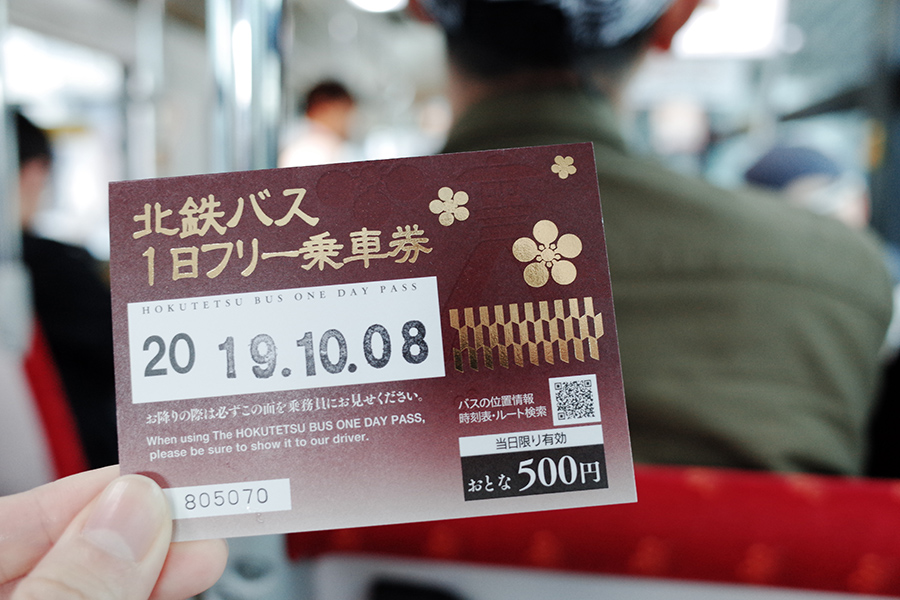 北鉄バス
1日フリー乗車券
HOKUTETSU BUS ONE DAY PASS
20 19.10.08
お降りの際は必ずこの面を乗務員にお見せください。
When using The HOKUTETSU BUS ONE DAY PASS,
please be sure to show it to our driver.
805070
バスの位置情報
時刻表・ルート検索
当日限り有効
おとな 500円